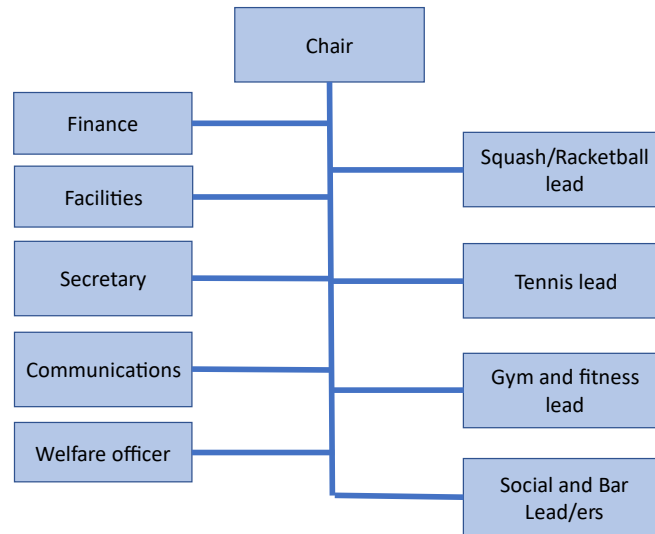 Chair
Finance
Facilities
Secretary
Communications
Welfare officer
Squash/Racketball
lead
Tennis lead
Gym and fitness
lead
Social and Bar
Lead/ers